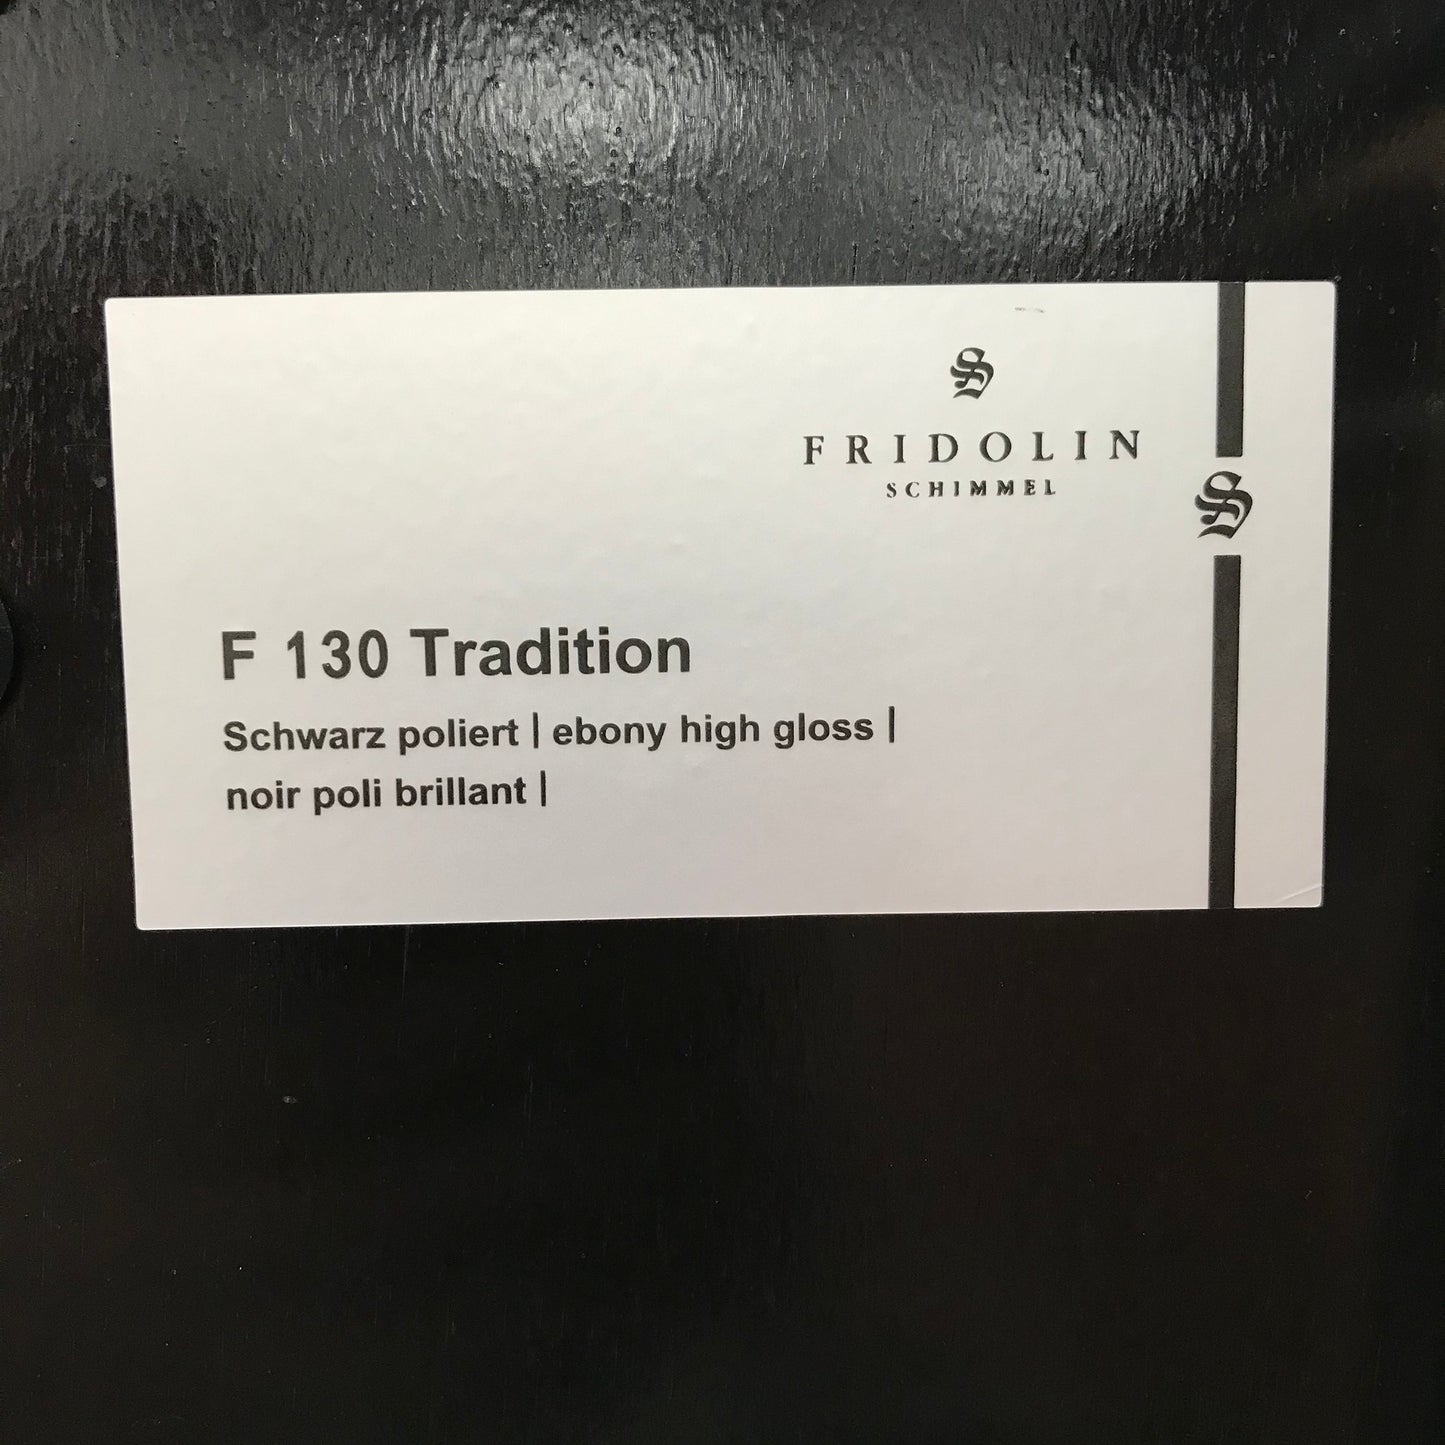 S
FRIDOLIN
SCHIMMEL
S
F 130 Tradition
Schwarz poliert | ebony high gloss |
noir poli brillant |